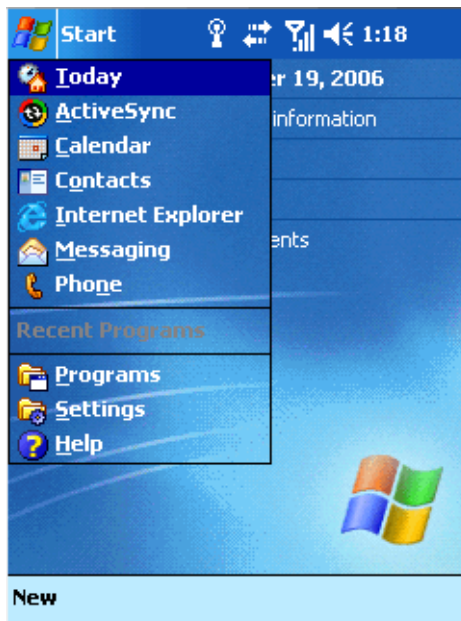 Start 1:18
Today
er 19, 2006
ActiveSync
information
Calendar
Contacts
Internet Explorer
Messaging
ents
Phone
Recent Programs
Programs
Settings
Help
New